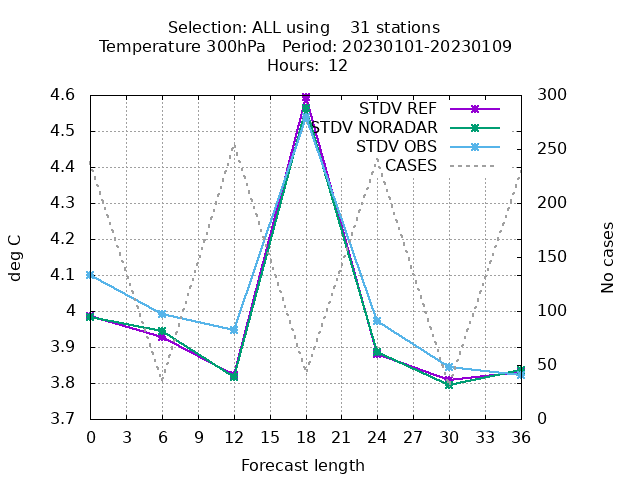 Selection: ALL using    31 stations
Temperature 300hPa   Period: 20230101-20230109
Hours: 12
4.6
4.5
4.4
4.3
4.2
4.1
4
3.9
3.8
3.7
deg C
300
250
200
150
100
50
0
No cases
STDV REF
STDV NORADAR
STDV OBS
CASES
0 3 6 9 12 15 18 21 24 27 30 33 36
Forecast length